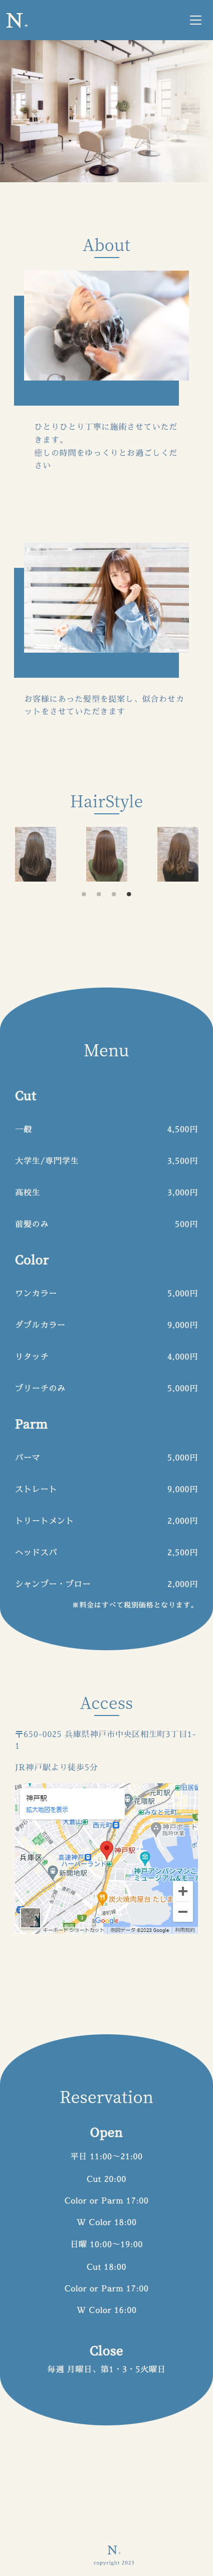 N.
About
ひとりひとり丁寧に施術させていただ
きます。
癒しの時間をゆっくりとお過ごしくだ
さい
お客様にあった髪型を提案し、似合わせカ
ットをさせていただきます
HairStyle
Menu
Cut
一般 4,500円
大学生/専門学生 3,500円
高校生 3,000円
前髪のみ 500円
Color
ワンカラー 5,000円
ダブルカラー 9,000円
リタッチ 4,000円
ブリーチのみ 5,000円
Parm
パーマ 5,000円
ストレート 9,000円
トリートメント 2,000円
ヘッドスパ 2,500円
シャンプー・ブロー 2,000円
※料金はすべて税別価格となります。
Access
〒650-0025 兵庫県神戸市中央区相生町3丁目1-
1
JR神戸駅より徒歩5分
神戸駅
拡大地図を表示
元町駅
花隈駅
大倉山駅
みなと元町駅
西元町駅
神戸ポート
兵庫区
高速神戸駅
神戸駅
ハーバーランド駅
神戸アンパンマンこ
ミュージアム&モー
新開地駅
炭火焼肉屋台 たじま
Google
キーボード ショートカット
地図データ ©2023 Google
利用規約
Reservation
Open
平日 11:00〜21:00
Cut 20:00
Color or Parm 17:00
W Color 18:00
日曜 10:00〜19:00
Cut 18:00
Color or Parm 17:00
W Color 16:00
Close
毎週 月曜日、第1・3・5火曜日
N.
copyright 2023